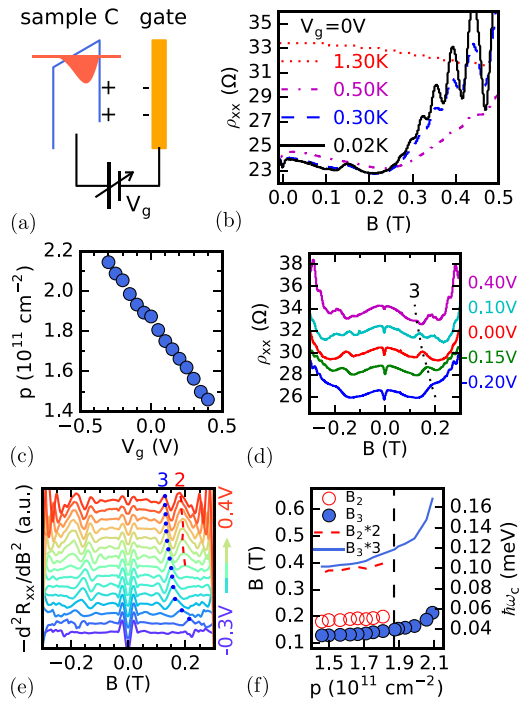 (a) sample C gate
+ -
+ -
V_g
(b)
V_g=0V
1.30K
0.50K
0.30K
0.02K
ρ_xx (Ω)
35
33
31
29
27
25
23
0.0 0.1 0.2 0.3 0.4 0.5
B (T)
(c)
p (10^11 cm^-2)
2.2
2.0
1.8
1.6
1.4
−0.5 0.0 0.5
V_g (V)
(d)
ρ_xx (Ω)
38
36
34
32
30
28
26
3
0.40V
0.10V
0.00V
-0.15V
-0.20V
−0.2 0.0 0.2
B (T)
(e)
−d²R_xx/dB² (a.u.)
3 2
0.4V
-0.3V
−0.2 0.0 0.2
B (T)
(f)
B (T)
0.6
0.5
0.4
0.3
0.2
0.1
B_2
B_3
B_2*2
B_3*3
0.16
0.14
0.12
0.10
0.08
0.06
0.04
ħω_c (meV)
1.5 1.7 1.9 2.1
p (10^11 cm^-2)